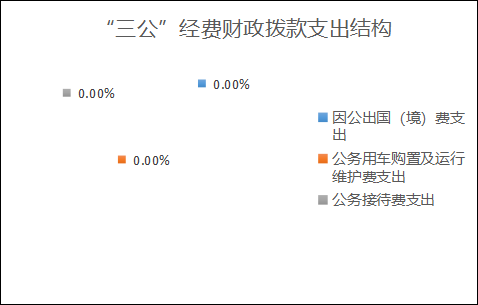 “三公”经费财政拨款支出结构
0.00%
0.00%
0.00%
因公出国（境）费支
出
公务用车购置及运行
维护费支出
公务接待费支出